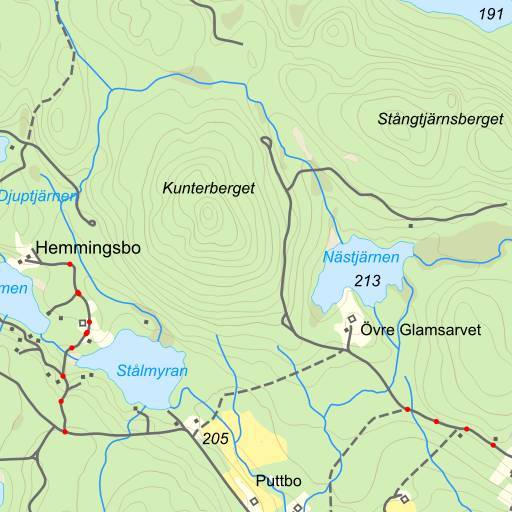 191
Stångtjärnsberget
Kunterberget
Djuptjärnen
Hemmingsbo
Nästjärnen
213
men
Övre Glamsarvet
Stålmyran
205
Puttbo